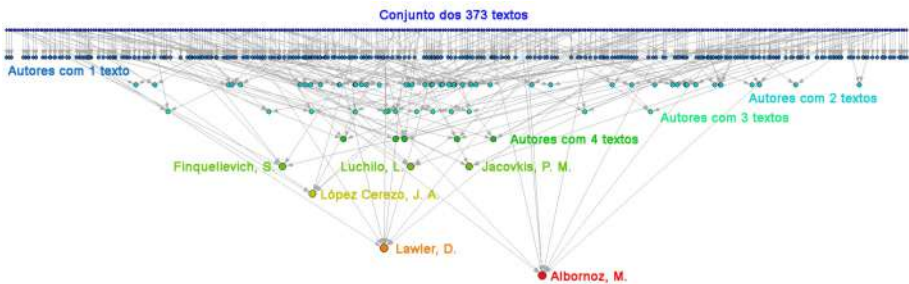 Conjunto dos 373 textos
Autores com 1 texto
Autores com 2 textos
Autores com 3 textos
Autores com 4 textos
Finquelievich, S.
Luchilo, L.
Jacovkis, P. M.
López Cerezo, J. A.
Lawler, D.
Albornoz, M.